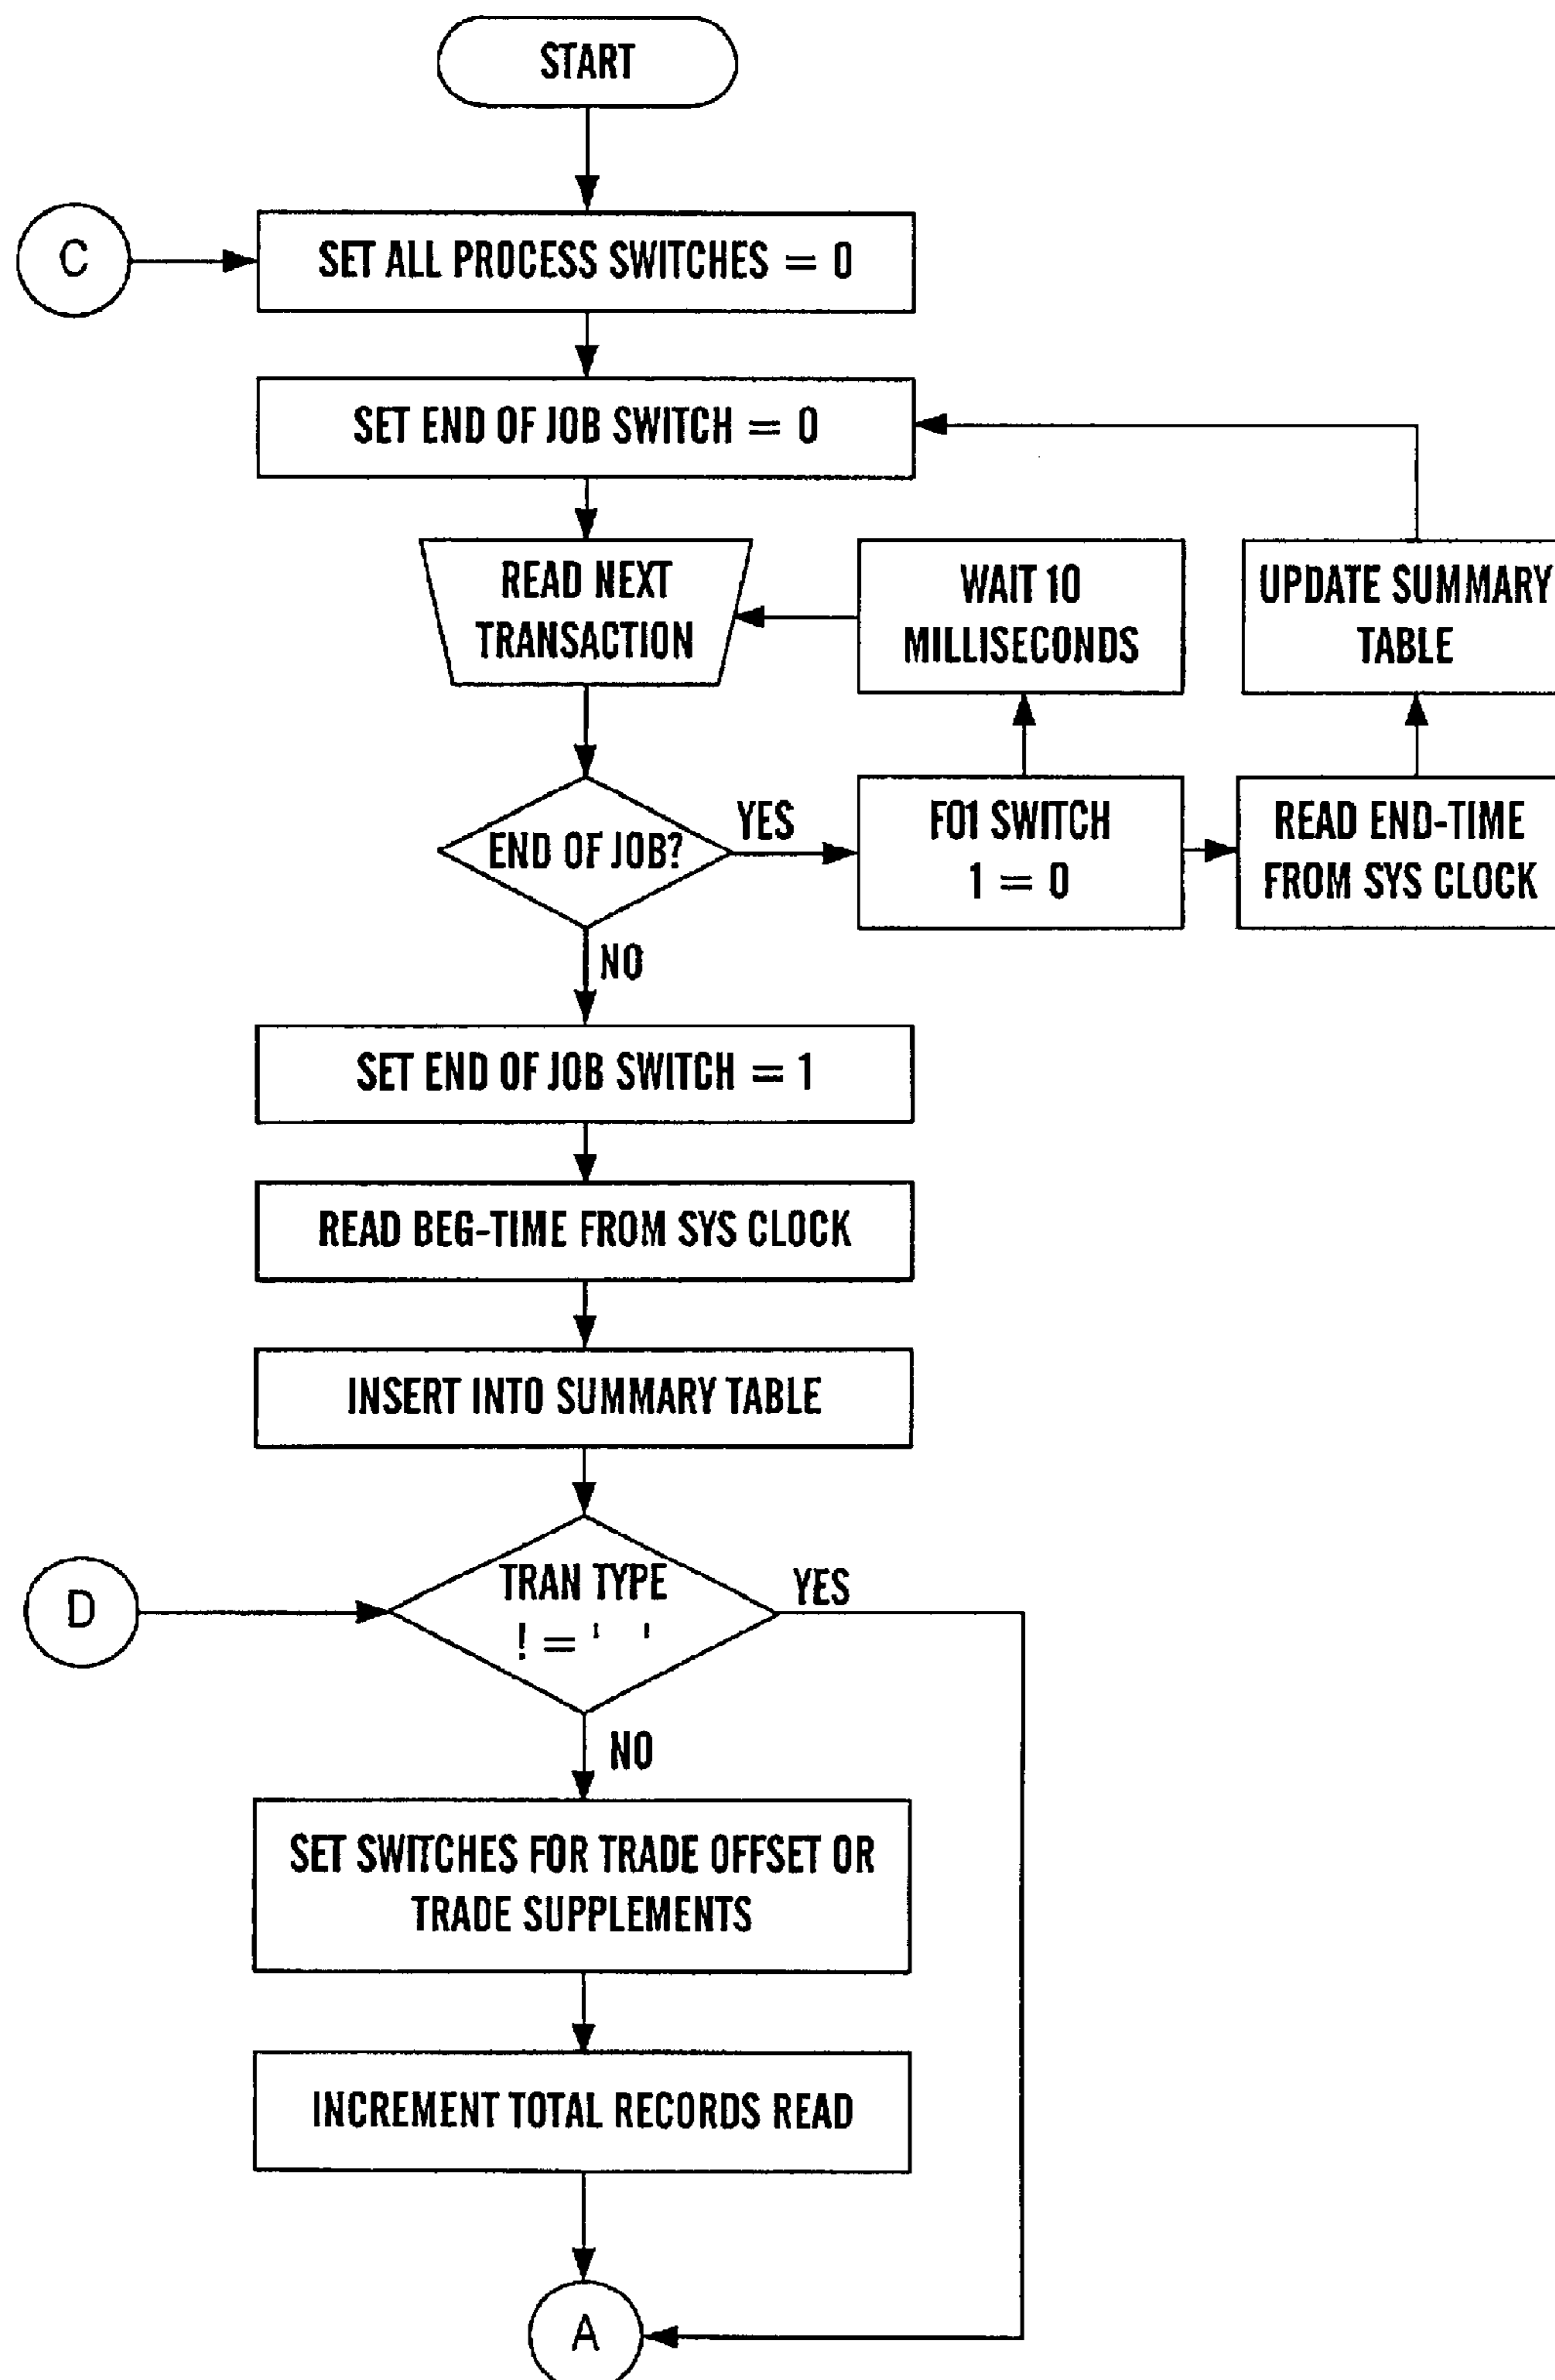 START
C
SET ALL PROCESS SWITCHES = 0
SET END OF JOB SWITCH = 0
READ NEXT
TRANSACTION
WAIT 10
MILLISECONDS
UPDATE SUMMARY
TABLE
END OF JOB?
YES
F01 SWITCH
1 = 0
READ END-TIME
FROM SYS CLOCK
NO
SET END OF JOB SWITCH = 1
READ BEG-TIME FROM SYS CLOCK
INSERT INTO SUMMARY TABLE
D
TRAN TYPE
! = ' '
YES
NO
SET SWITCHES FOR TRADE OFFSET OR
TRADE SUPPLEMENTS
INCREMENT TOTAL RECORDS READ
A